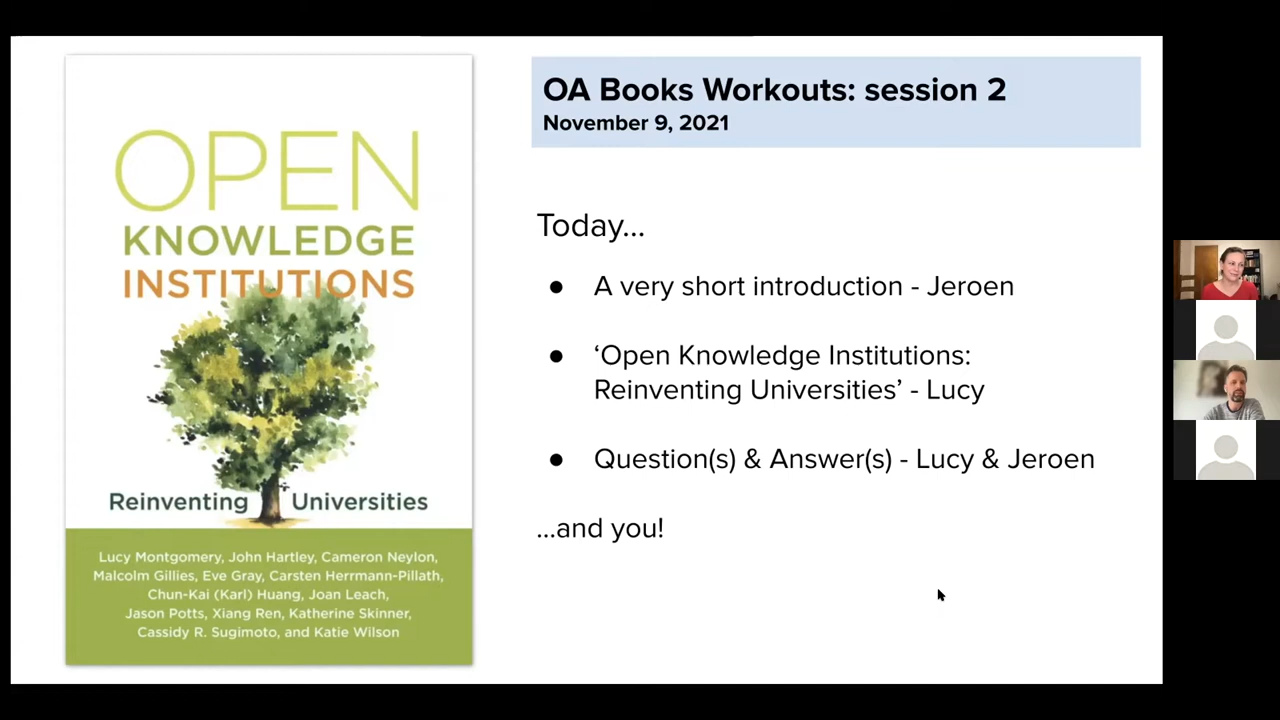 OPEN
KNOWLEDGE
INSTITUTIONS
Reinventing Universities
Lucy Montgomery, John Hartley, Cameron Neylon,
Malcolm Gillies, Eve Gray, Carsten Herrmann-Pillath,
Chun-Kai (Karl) Huang, Joan Leach,
Jason Potts, Xiang Ren, Katherine Skinner,
Cassidy R. Sugimoto, and Katie Wilson
OA Books Workouts: session 2
November 9, 2021
Today...
● A very short introduction - Jeroen
● ‘Open Knowledge Institutions:
Reinventing Universities’ - Lucy
● Question(s) & Answer(s) - Lucy & Jeroen
...and you!